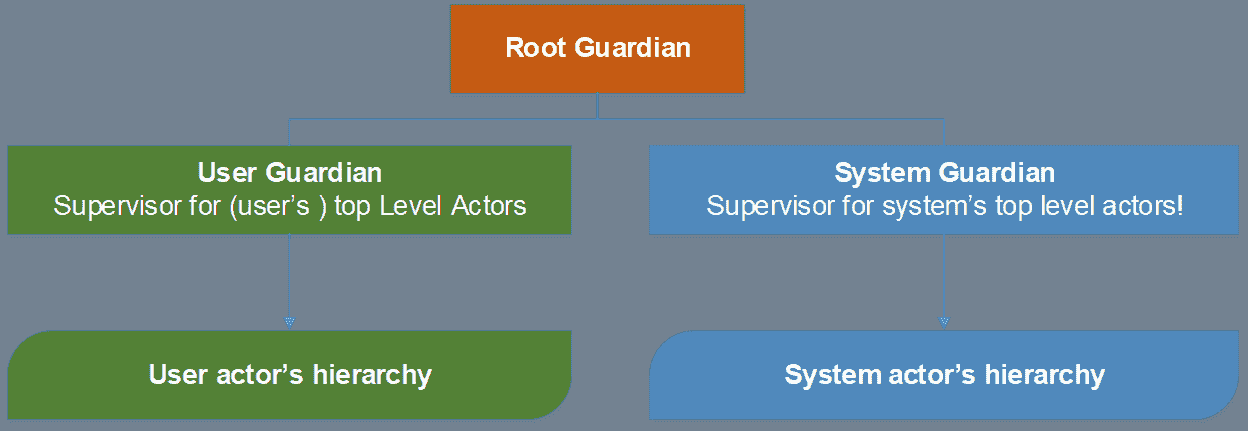 Root Guardian
User Guardian
Supervisor for (user’s ) top Level Actors
System Guardian
Supervisor for system’s top level actors!
User actor’s hierarchy
System actor’s hierarchy